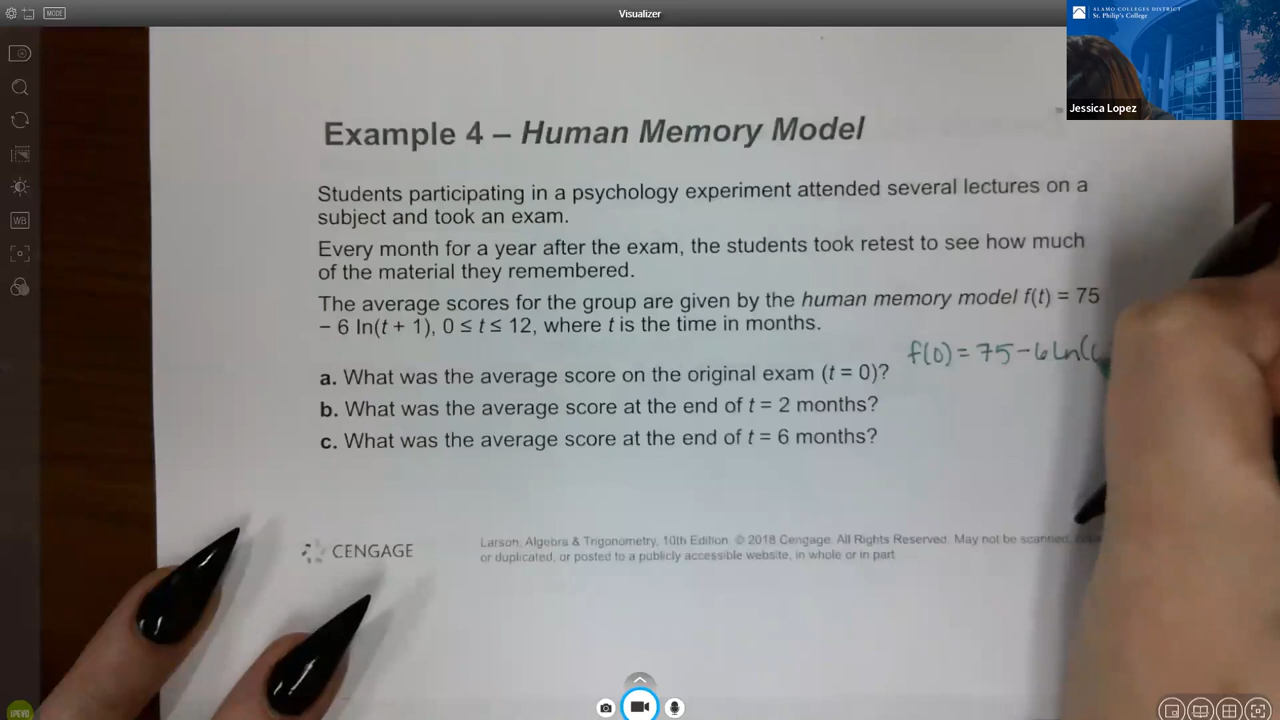 MODE
Visualizer
ALAMO COLLEGES DISTRICT
St. Philip's College
Jessica Lopez
WB
Example 4 – Human Memory Model
Students participating in a psychology experiment attended several lectures on a
subject and took an exam.
Every month for a year after the exam, the students took retest to see how much
of the material they remembered.
The average scores for the group are given by the human memory model f(t) = 75
− 6 ln(t + 1), 0 ≤ t ≤ 12, where t is the time in months.
f(0) = 75 − 6 ln(
a. What was the average score on the original exam (t = 0)?
b. What was the average score at the end of t = 2 months?
c. What was the average score at the end of t = 6 months?
CENGAGE
Larson, Algebra & Trigonometry, 10th Edition. © 2018 Cengage. All Rights Reserved. May not be scanned,
or duplicated, or posted to a publicly accessible website, in whole or in part
IPEVO